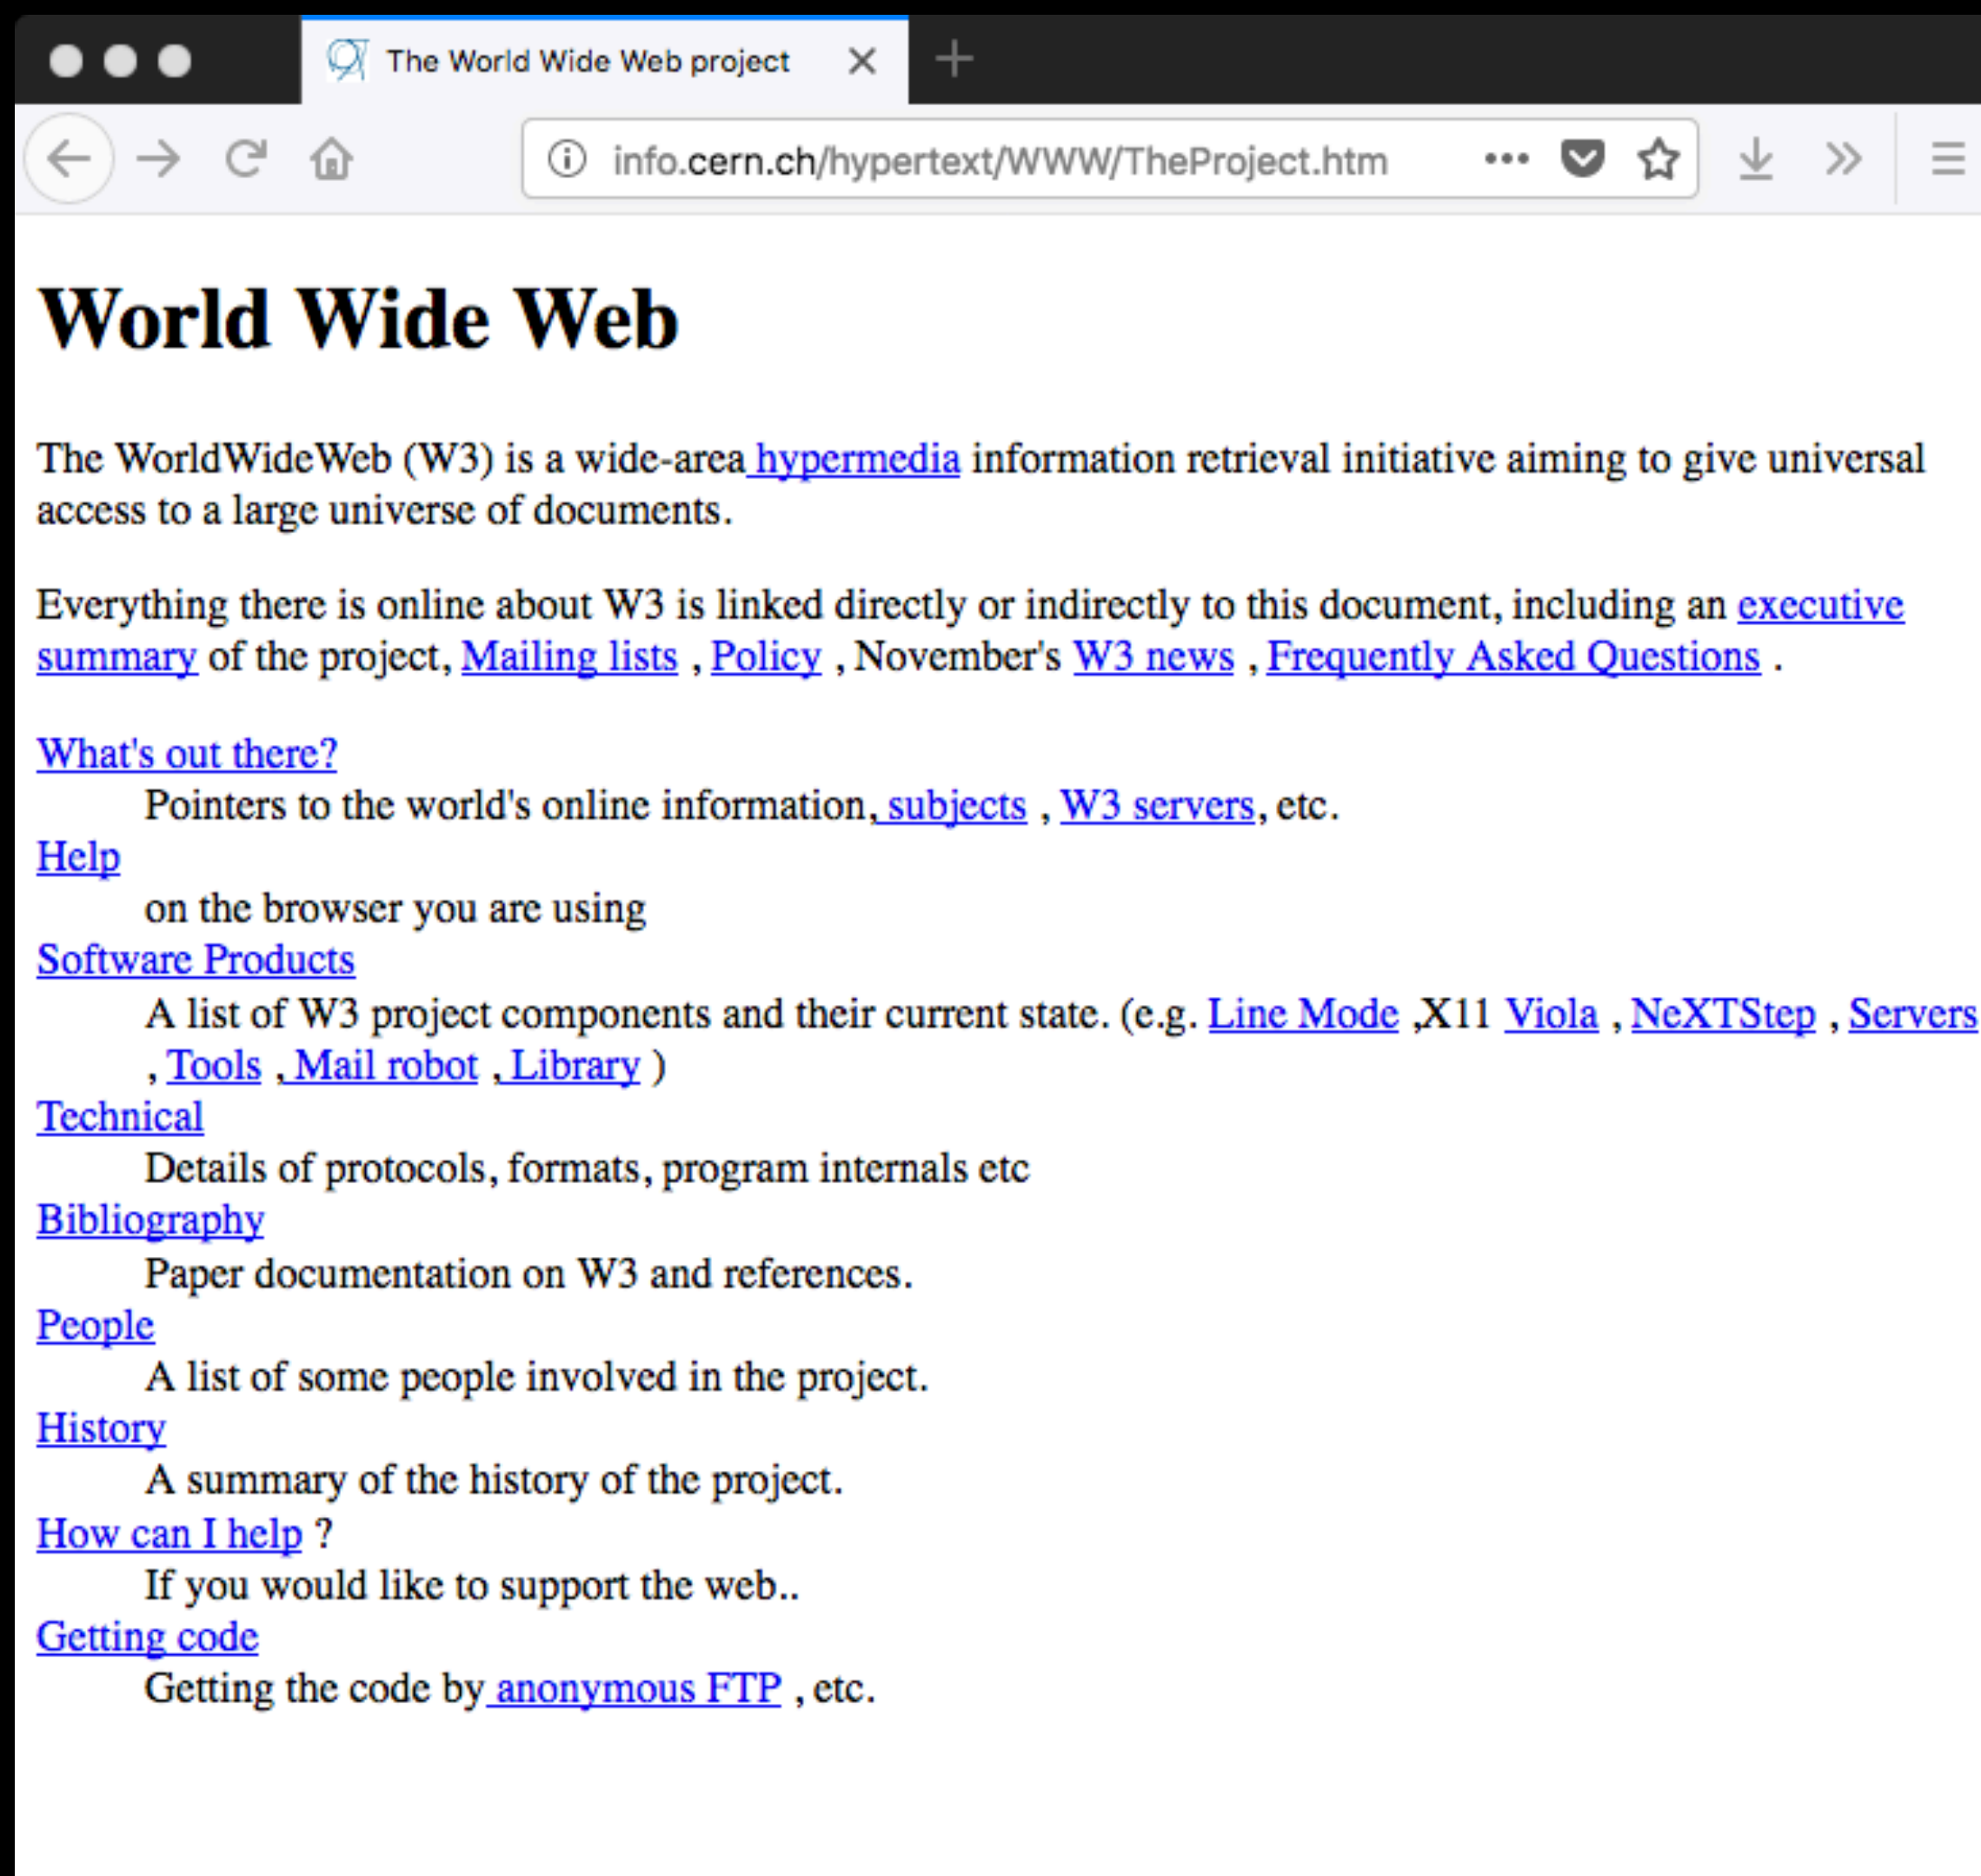 The World Wide Web project
info.cern.ch/hypertext/WWW/TheProject.htm
World Wide Web
The WorldWideWeb (W3) is a wide-area hypermedia information retrieval initiative aiming to give universal
access to a large universe of documents.
Everything there is online about W3 is linked directly or indirectly to this document, including an executive
summary of the project, Mailing lists , Policy , November's W3 news , Frequently Asked Questions .
What's out there?
Pointers to the world's online information, subjects , W3 servers, etc.
Help
on the browser you are using
Software Products
A list of W3 project components and their current state. (e.g. Line Mode ,X11 Viola , NeXTStep , Servers
, Tools , Mail robot , Library )
Technical
Details of protocols, formats, program internals etc
Bibliography
Paper documentation on W3 and references.
People
A list of some people involved in the project.
History
A summary of the history of the project.
How can I help ?
If you would like to support the web..
Getting code
Getting the code by anonymous FTP , etc.